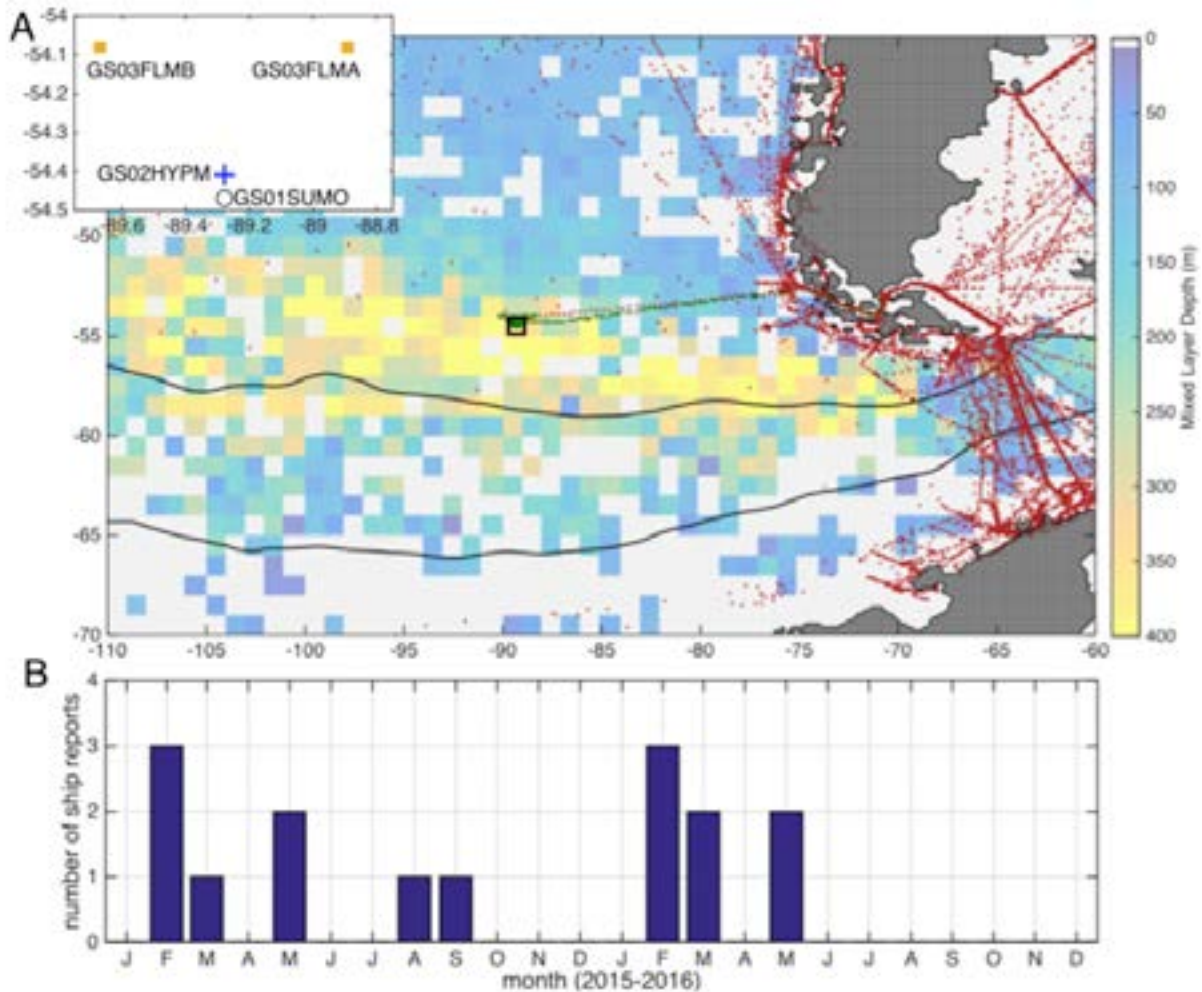 A
-54
-54.1
GS03FLMB GS03FLMA
-54.2
-54.3
-54.4
GS02HYPM
GS01SUMO
-54.5
-89.6 -89.4 -89.2 -89 -88.8
-50
-55
-60
-65
-70
-110 -105 -100 -95 -90 -85 -80 -75 -70 -65 -60
0
50
100
150
200
250
300
350
400
Mixed Layer Depth (m)
B
4
3
2
1
0
number of ship reports
J F M A M J J A S O N D J F M A M J J A S O N D
month (2015-2016)